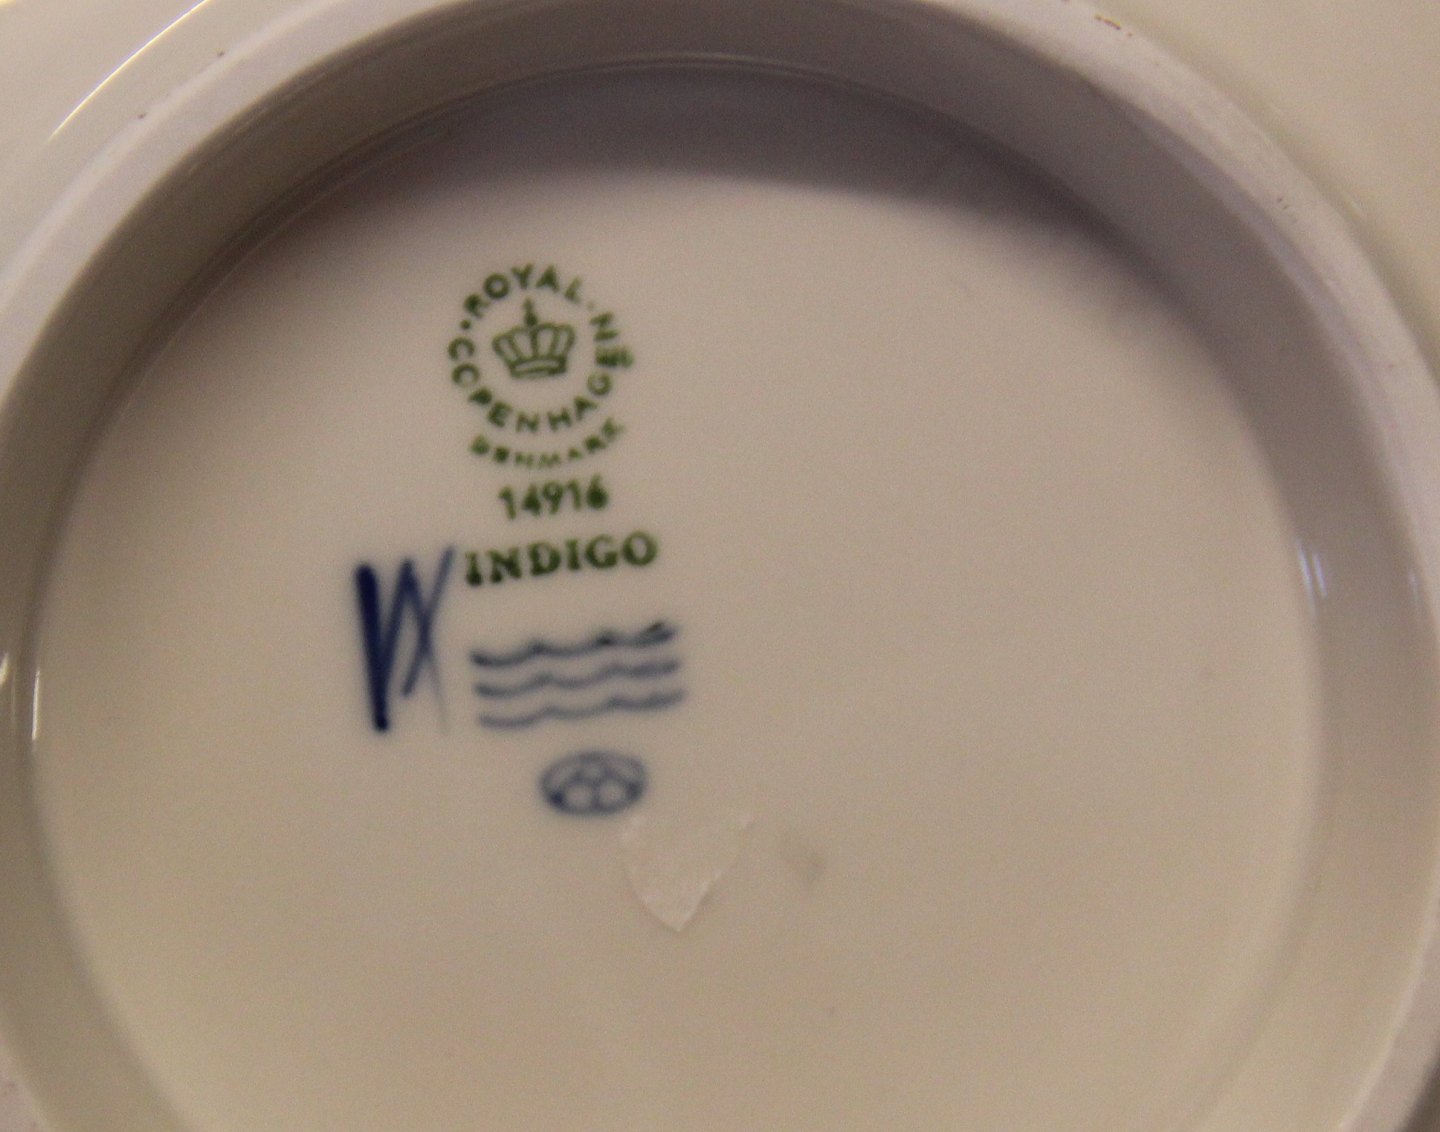 ROYAL
COPENHAGEN
DENMARK
14916
INDIGO